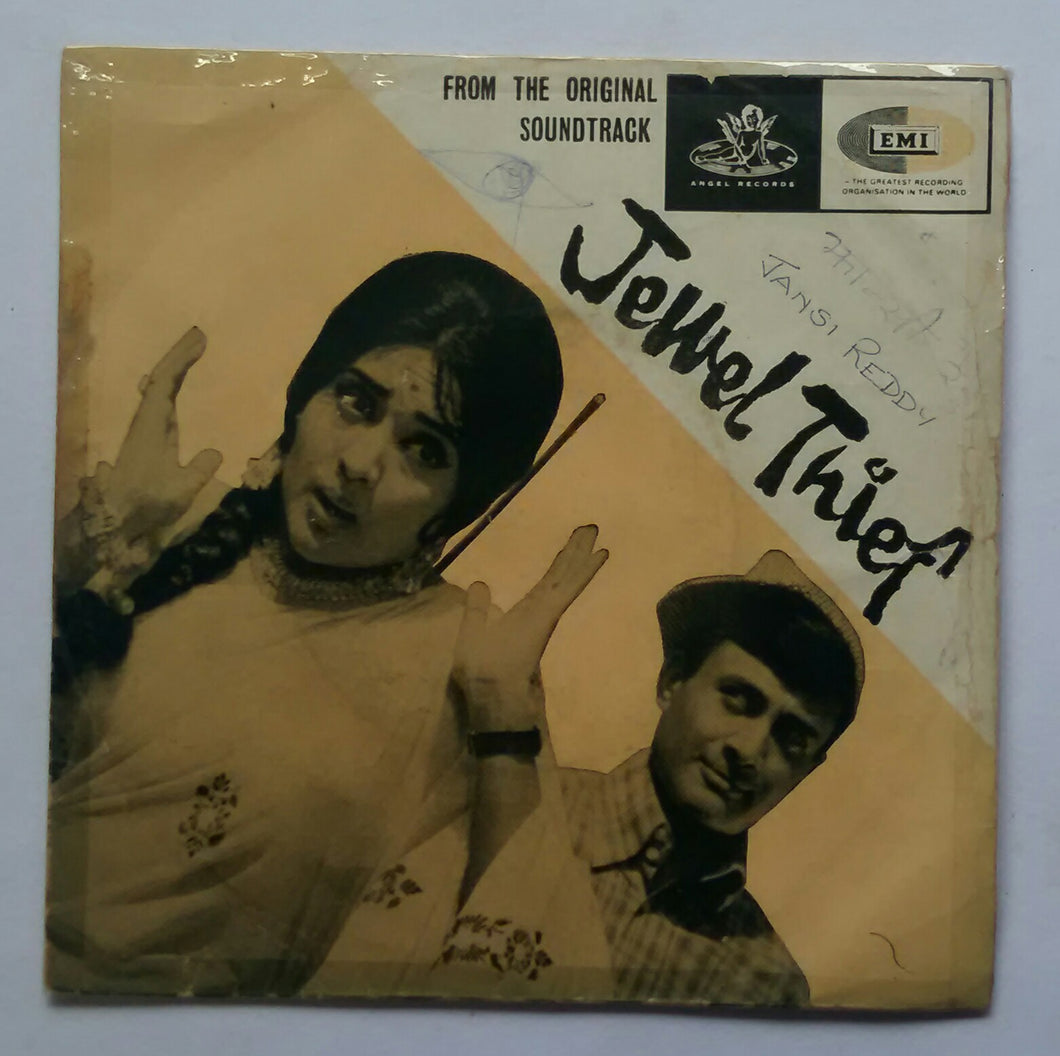 FROM THE ORIGINAL
SOUNDTRACK
ANGEL RECORDS
EMI
– THE GREATEST RECORDING
ORGANISATION IN THE WORLD
Jewel Thief
JANSI REDDY